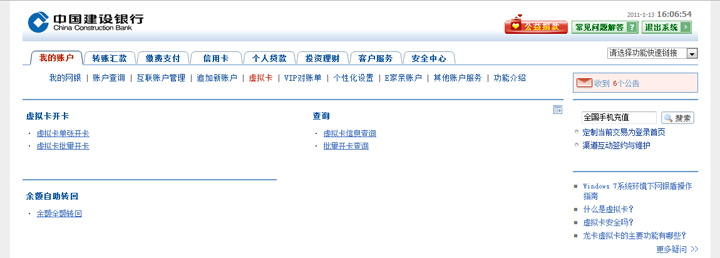 中国建设银行
China Construction Bank
2011-1-13 16:06:54
公益捐款 常见问题解答 ? 退出系统
我的账户 转账汇款 缴费支付 信用卡 个人贷款 投资理财 客户服务 安全中心
请选择功能快速链接
我的网银 | 账户查询 | 互联账户管理 | 追加新账户 | 虚拟卡 | VIP对账单 | 个性化设置 | E家亲账户 | 其他账户服务 | 功能介绍
收到 6个公告
虚拟卡开卡
· 虚拟卡单张开卡
· 虚拟卡批量开卡
查询
· 虚拟卡信息查询
· 批量开卡查询
余额自助转回
· 余额全额转回
全国手机充值 搜索
定制当前交易为登录首页
渠道互动签约与维护
Windows 7系统环境下网银盾操作
指南
什么是虚拟卡?
虚拟卡安全吗?
龙卡虚拟卡的主要功能有哪些?
更多疑问 >>